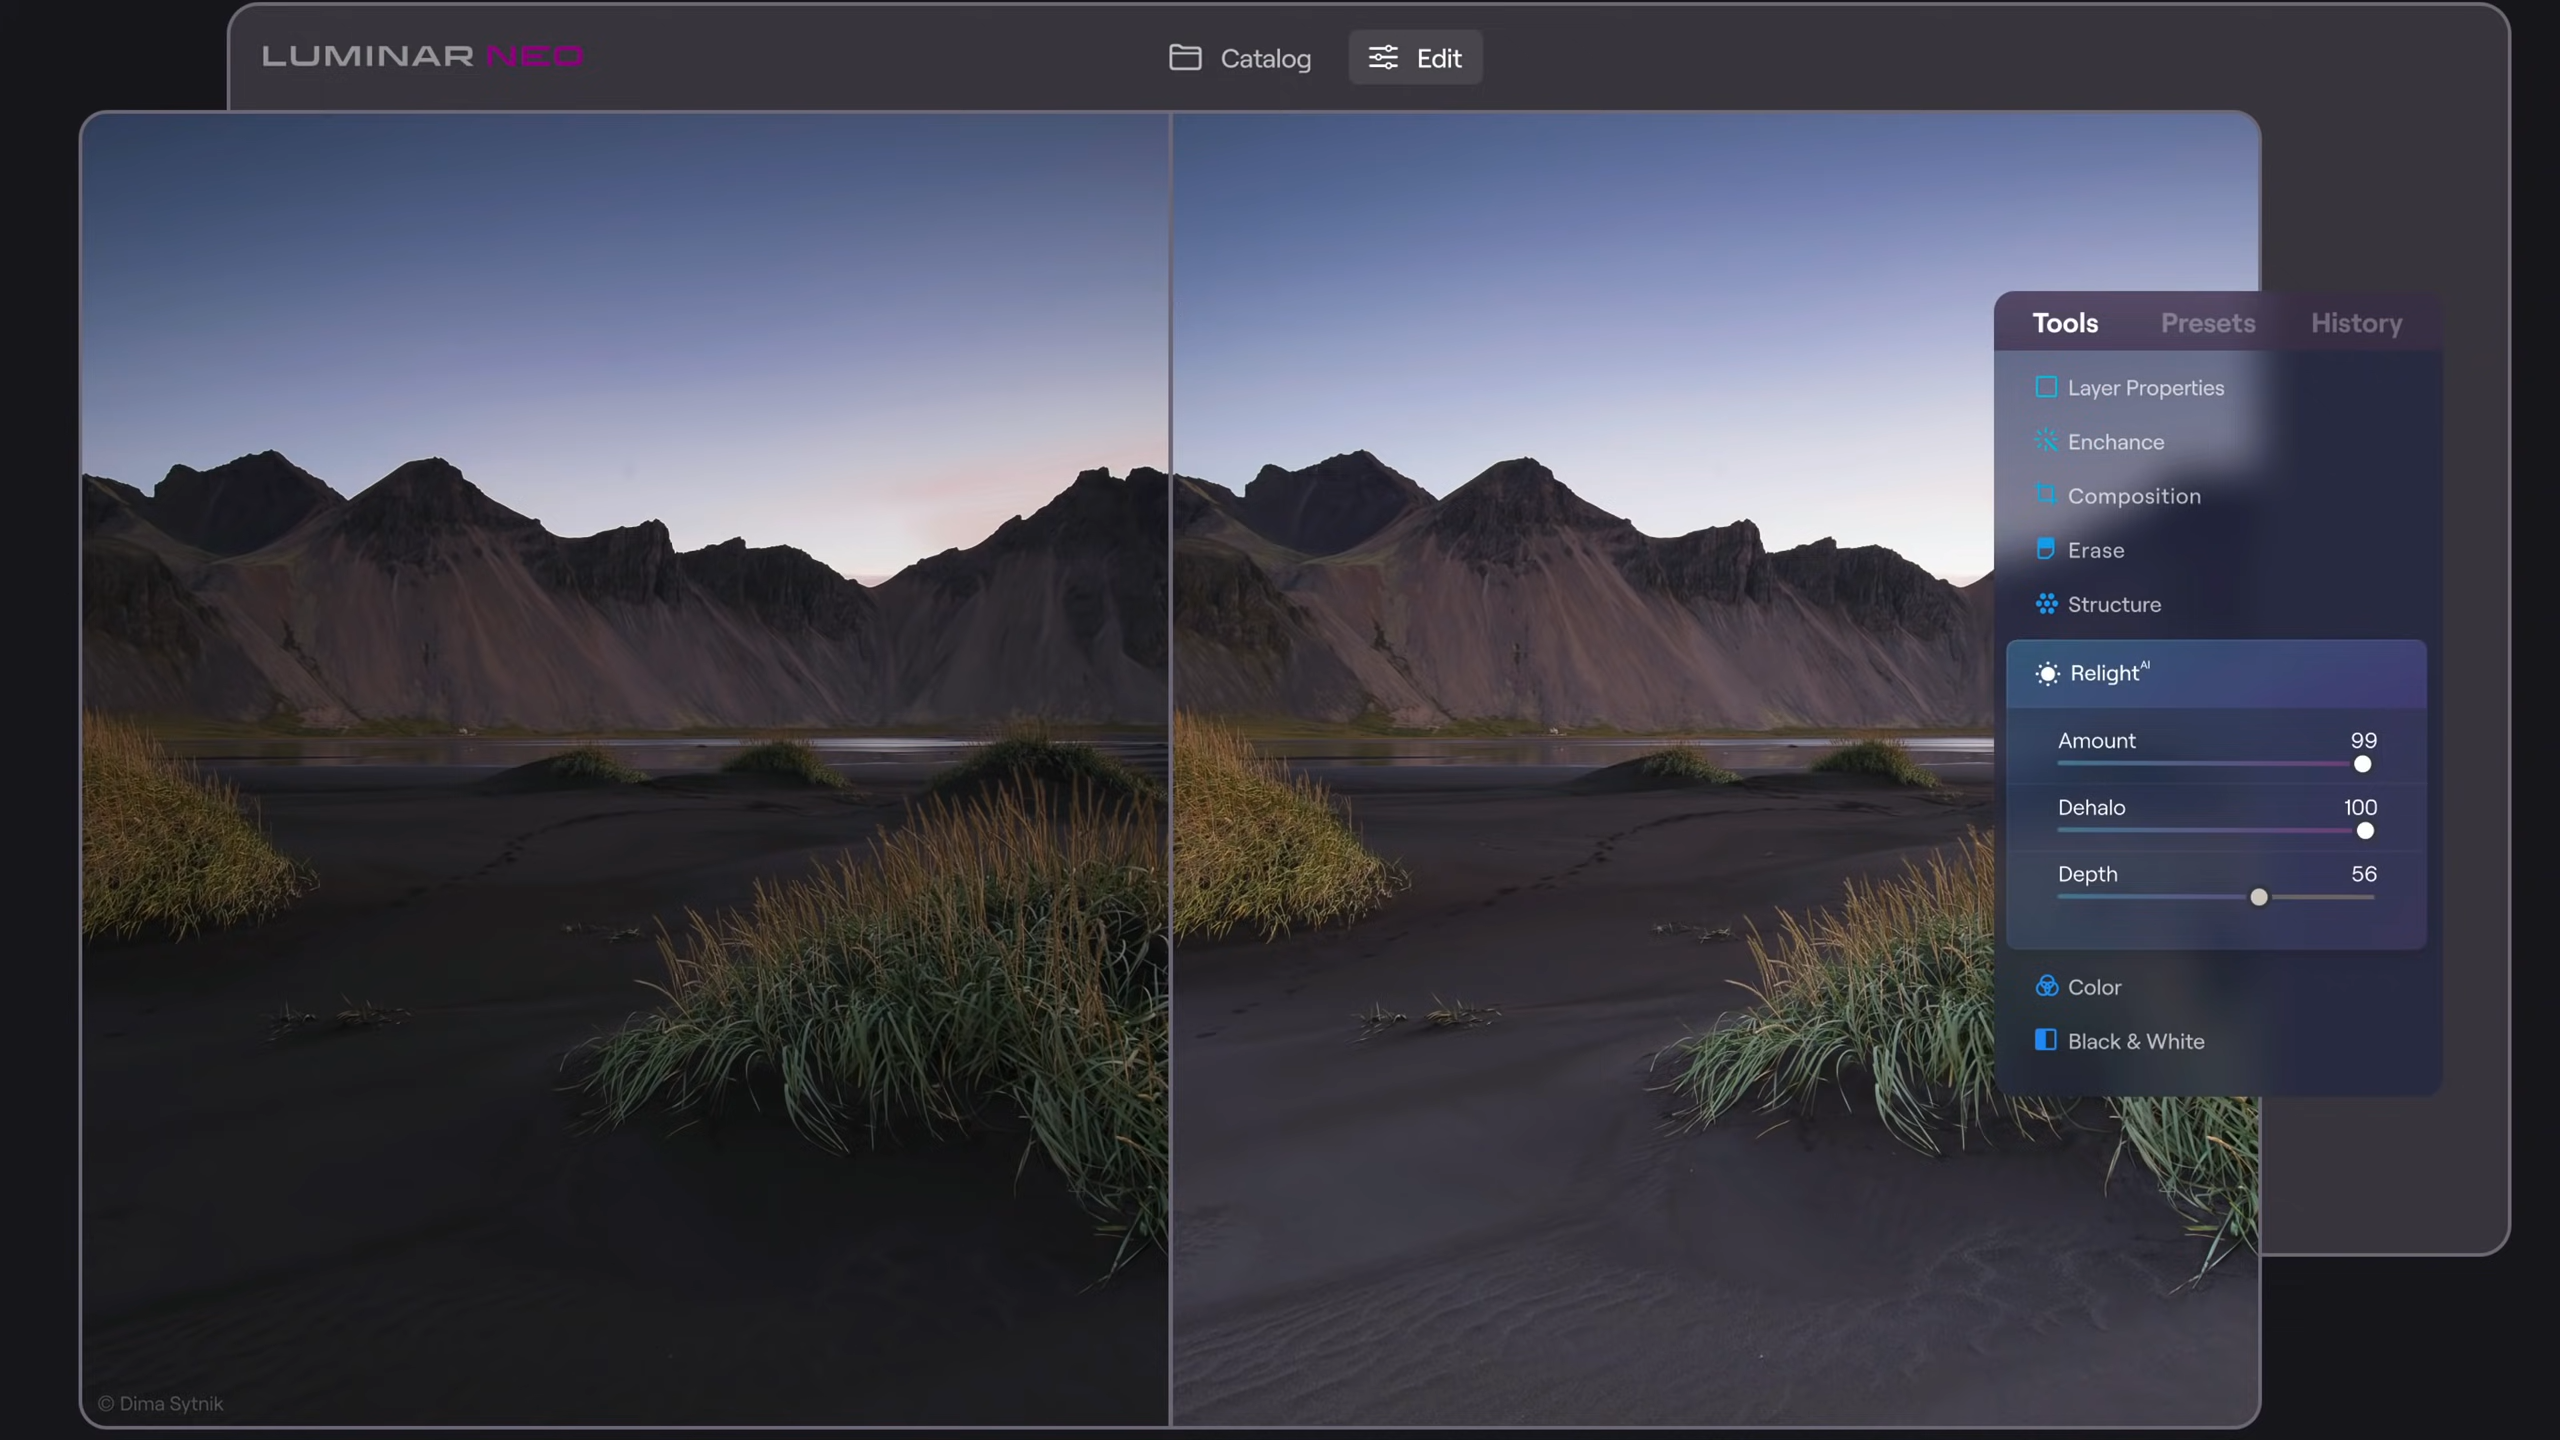 LUMINAR NEO
Catalog
Edit
Tools
Presets
History
Layer Properties
Enchance
Composition
Erase
Structure
Relight AI
Amount 99
Dehalo 100
Depth 56
Color
Black & White
© Dima Sytnik